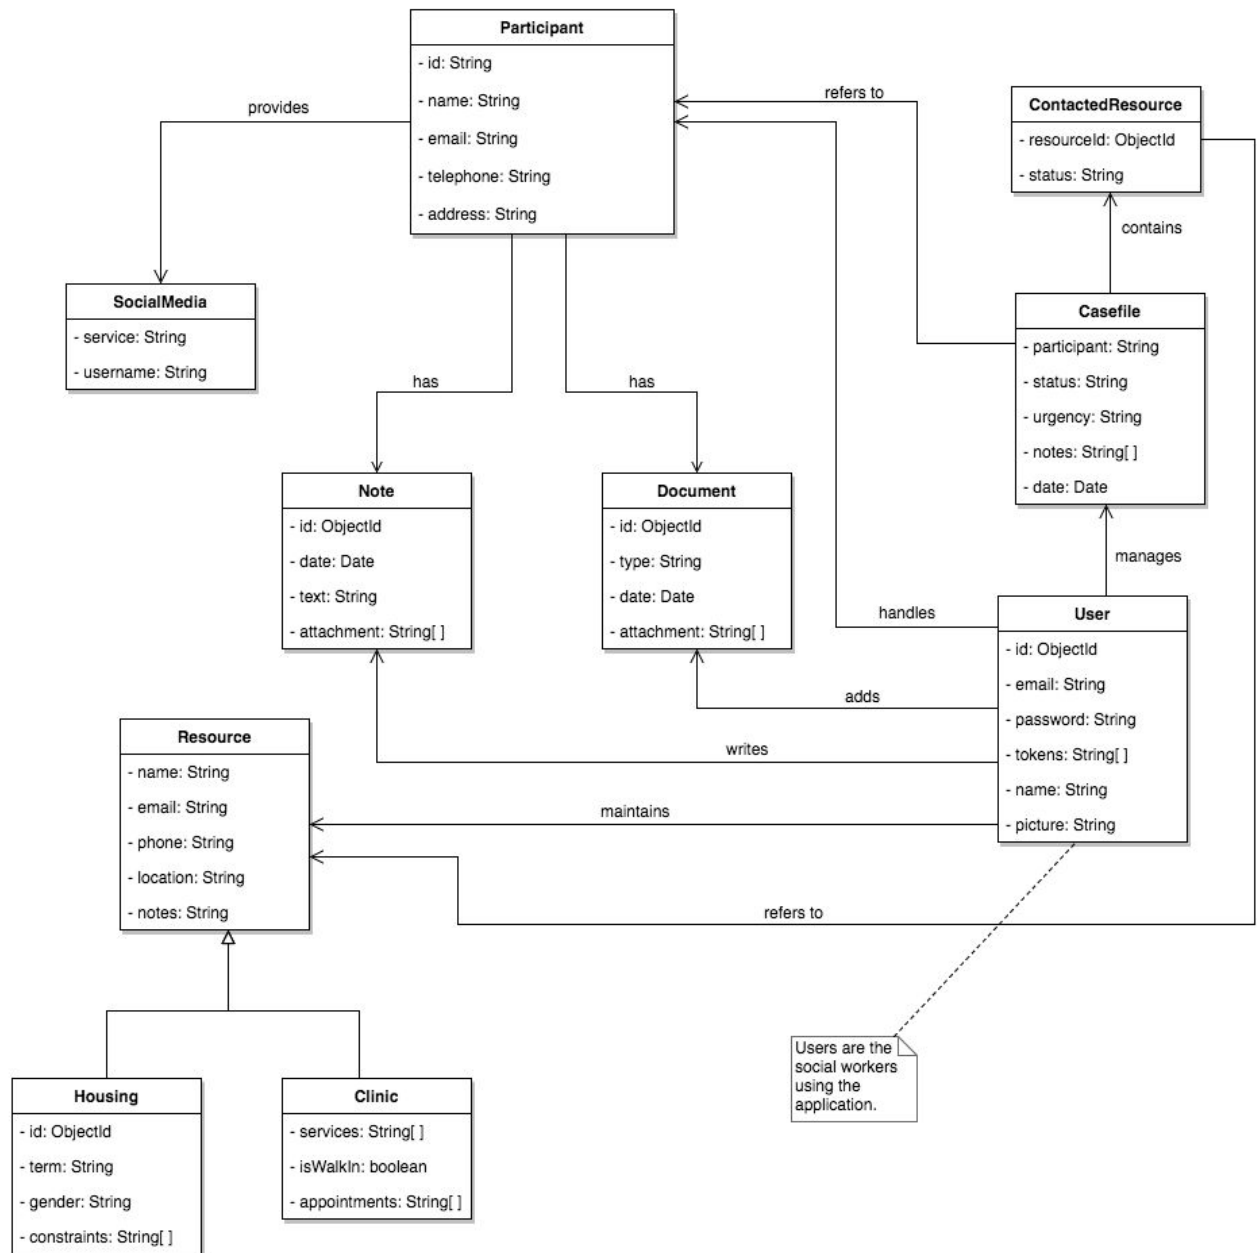 Participant
- id: String
- name: String
- email: String
- telephone: String
- address: String
provides
refers to
ContactedResource
- resourceId: ObjectId
- status: String
contains
SocialMedia
- service: String
- username: String
Casefile
- participant: String
- status: String
- urgency: String
- notes: String[ ]
- date: Date
has
has
Note
- id: ObjectId
- date: Date
- text: String
- attachment: String[ ]
Document
- id: ObjectId
- type: String
- date: Date
- attachment: String[ ]
manages
handles
User
- id: ObjectId
- email: String
- password: String
- tokens: String[ ]
- name: String
- picture: String
adds
writes
maintains
Resource
- name: String
- email: String
- phone: String
- location: String
- notes: String
refers to
Users are the
social workers
using the
application.
Housing
- id: ObjectId
- term: String
- gender: String
- constraints: String[ ]
Clinic
- services: String[ ]
- isWalkIn: boolean
- appointments: String[ ]